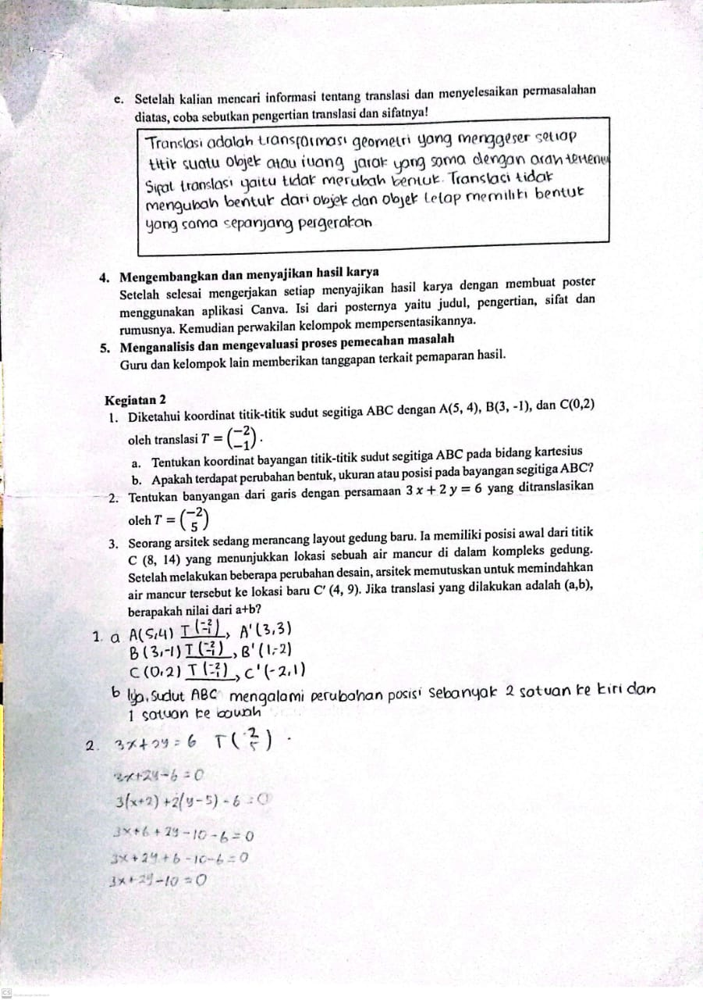 e. Setelah kalian mencari informasi tentang translasi dan menyelesaikan permasalahan
diatas, coba sebutkan pengertian translasi dan sifatnya!
Translasi adalah transformasi geometri yang menggeser setiap
titik suatu objek atau ruang jarak yang sama dengan arah tertentu
Sifat translasi yaitu tidak merubah bentuk. Translasi tidak
mengubah bentuk dari objek dan objek tetap memiliki bentuk
yang sama sepanjang pergerakan
4. Mengembangkan dan menyajikan hasil karya
Setelah selesai mengerjakan setiap menyajikan hasil karya dengan membuat poster
menggunakan aplikasi Canva. Isi dari posternya yaitu judul, pengertian, sifat dan
rumusnya. Kemudian perwakilan kelompok mempersentasikannya.
5. Menganalisis dan mengevaluasi proses pemecahan masalah
Guru dan kelompok lain memberikan tanggapan terkait pemaparan hasil.
Kegiatan 2
1. Diketahui koordinat titik-titik sudut segitiga ABC dengan A(5, 4), B(3, -1), dan C(0,2)
oleh translasi T = (−2 −1) .
a. Tentukan koordinat bayangan titik-titik sudut segitiga ABC pada bidang kartesius
b. Apakah terdapat perubahan bentuk, ukuran atau posisi pada bayangan segitiga ABC?
2. Tentukan banyangan dari garis dengan persamaan 3 x + 2 y = 6 yang ditranslasikan
oleh T = (−2 5)
3. Seorang arsitek sedang merancang layout gedung baru. Ia memiliki posisi awal dari titik
C (8, 14) yang menunjukkan lokasi sebuah air mancur di dalam kompleks gedung.
Setelah melakukan beberapa perubahan desain, arsitek memutuskan untuk memindahkan
air mancur tersebut ke lokasi baru C′ (4, 9). Jika translasi yang dilakukan adalah (a,b),
berapakah nilai dari a+b?
1. a A(5,4) T(-2 -1), A'(3,3)
B(3,-1) T(-2 -1), B'(1,-2)
C(0,2) T(-2 -1), C'(-2,1)
b Iya, Sudut ABC mengalami perubahan posisi sebanyak 2 satuan ke kiri dan
1 satuan ke bawah
2. 3x+2y = 6 T(-2 5) .
3x+2y-6 = 0
3(x+2) +2(y-5) - 6 = 0
3x+6 + 2y -10 -6 = 0
3x + 2y + 6 -10-6 = 0
3x + 2y -10 = 0
CS